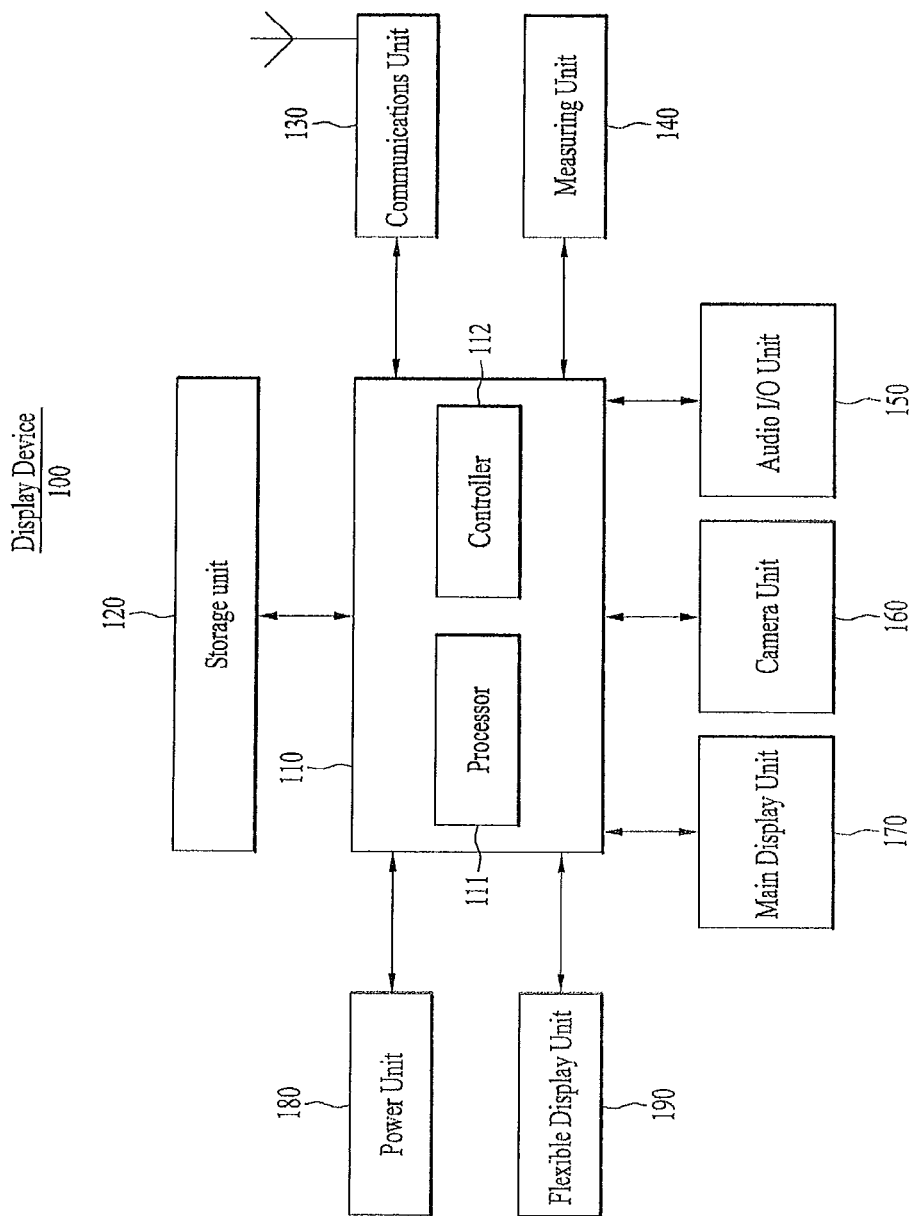 Display Device
100
120
Storage unit
130
Communications Unit
140
Measuring Unit
110
112
Controller
111
Processor
180
Power Unit
190
Flexible Display Unit
Main Display Unit
170
Camera Unit
160
Audio I/O Unit
150